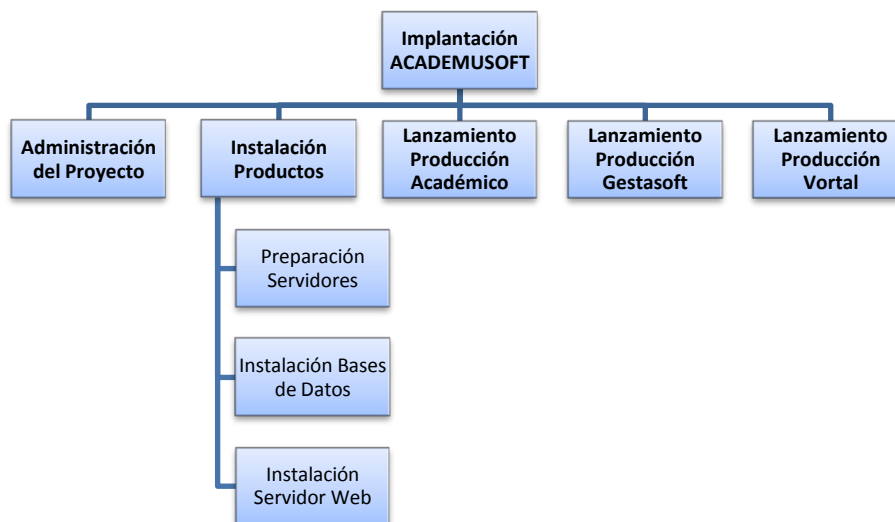 Implantación
ACADEMUSOFT
Administración
del Proyecto
Instalación
Productos
Lanzamiento
Producción
Académico
Lanzamiento
Producción
Gestasoft
Lanzamiento
Producción
Vortal
Preparación
Servidores
Instalación Bases
de Datos
Instalación
Servidor Web